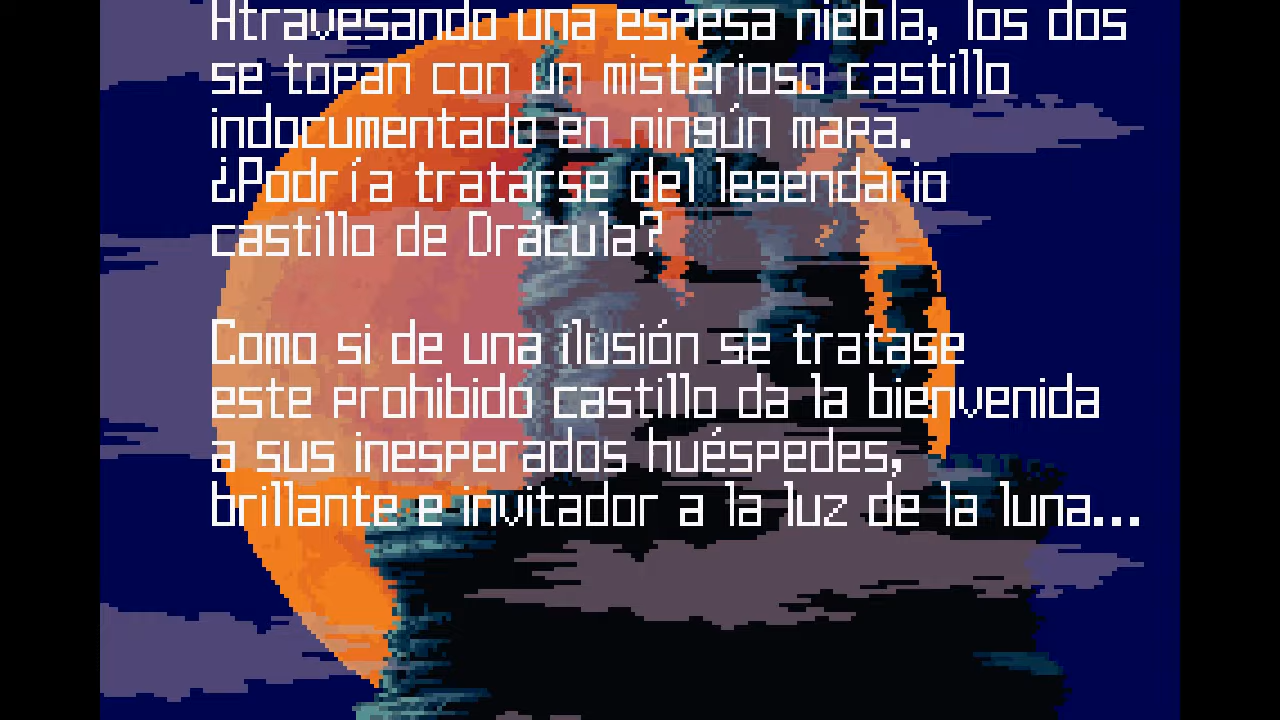 Atravesando una espesa niebla, los dos
se topan con un misterioso castillo
indocumentado en ningún mapa.
¿Podría tratarse del legendario
castillo de Drácula?
Como si de una ilusión se tratase
este prohibido castillo da la bienvenida
a sus inesperados huéspedes,
brillante e invitador a la luz de la luna...